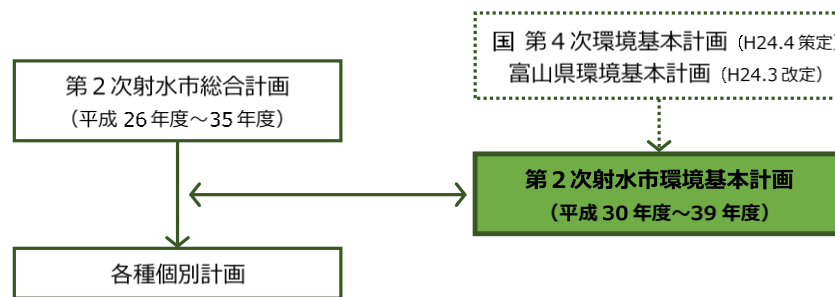 国 第４次環境基本計画（H24.4策定）
富山県環境基本計画（H24.3改定）
第２次射水市総合計画
（平成 26 年度～35 年度）
第２次射水市環境基本計画
（平成 30 年度～39 年度）
各種個別計画